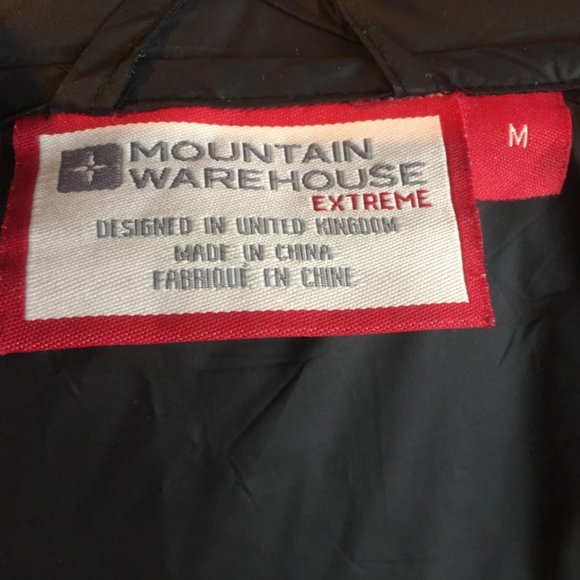 MOUNTAIN
WAREHOUSE
EXTREME
DESIGNED IN UNITED KINGDOM
MADE IN CHINA
FABRIQUÉ EN CHINE
M